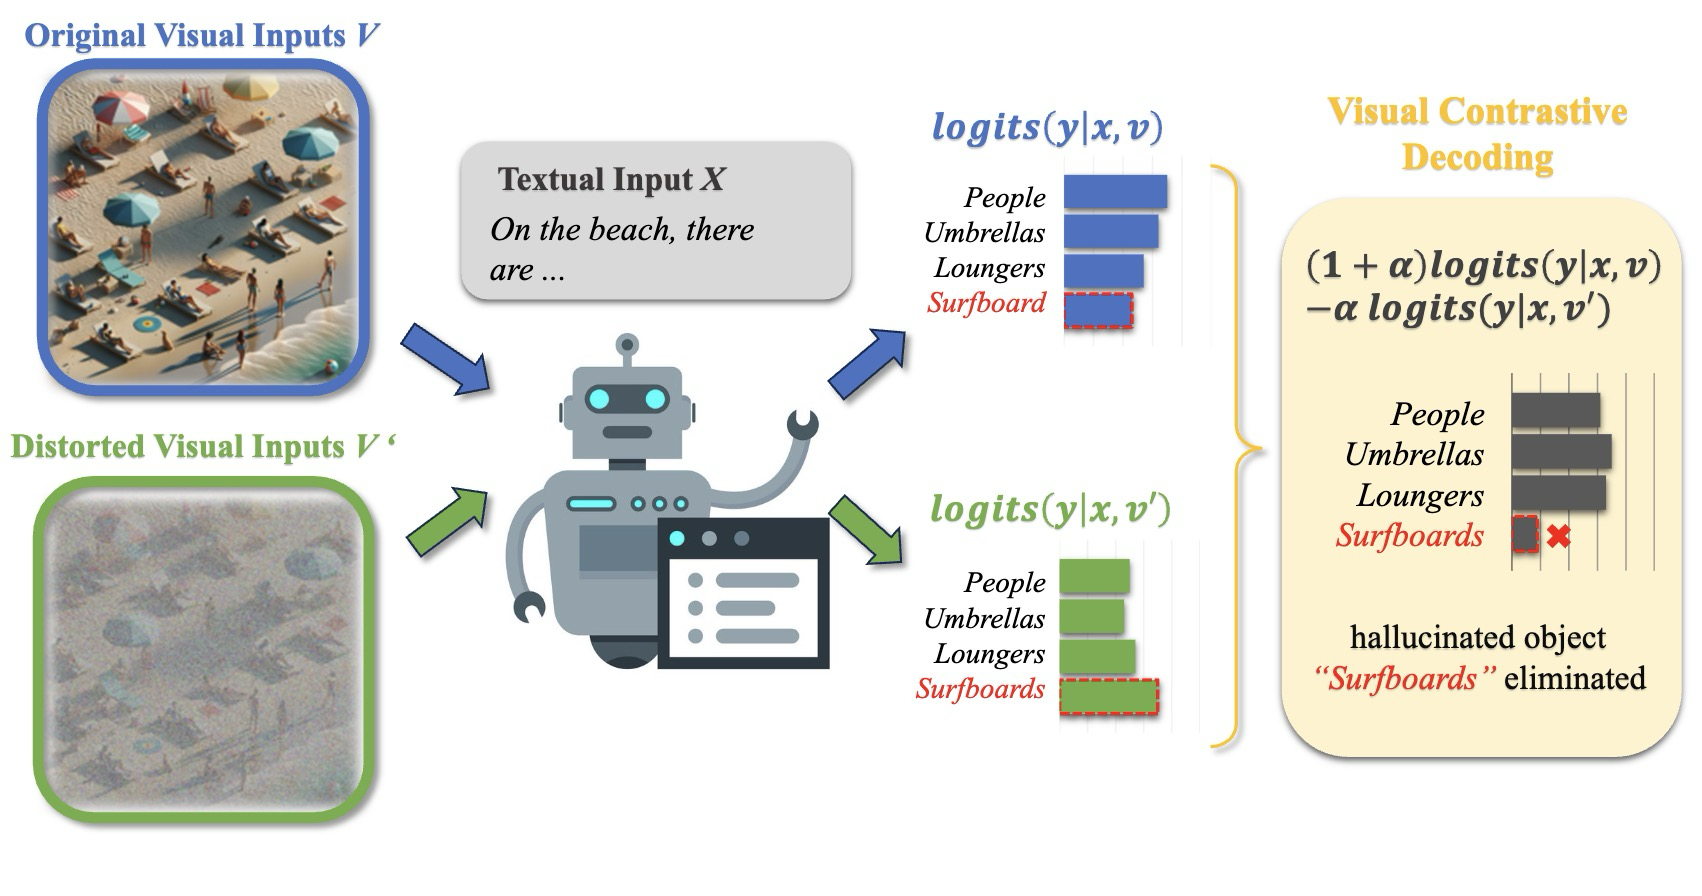 Original Visual Inputs V
Distorted Visual Inputs V ‘
Textual Input X
On the beach, there
are ...
logits(y|x, v)
People
Umbrellas
Loungers
Surfboard
logits(y|x, v′)
People
Umbrellas
Loungers
Surfboards
Visual Contrastive
Decoding
(1 + α)logits(y|x, v)
−α logits(y|x, v′)
People
Umbrellas
Loungers
Surfboards
hallucinated object
“Surfboards” eliminated